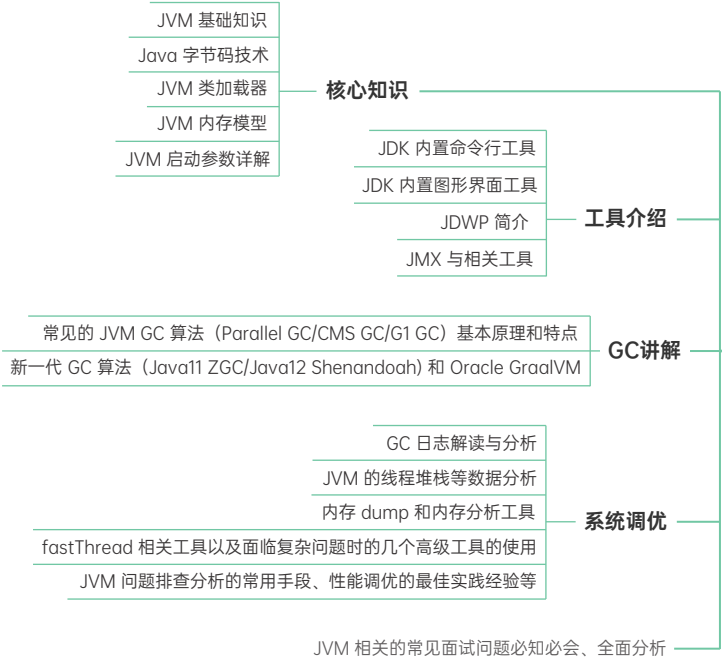 JVM 基础知识
Java 字节码技术
JVM 类加载器
JVM 内存模型
JVM 启动参数详解
核心知识
JDK 内置命令行工具
JDK 内置图形界面工具
JDWP 简介
JMX 与相关工具
工具介绍
常见的 JVM GC 算法（Parallel GC/CMS GC/G1 GC）基本原理和特点
新一代 GC 算法（Java11 ZGC/Java12 Shenandoah) 和 Oracle GraalVM
GC讲解
GC 日志解读与分析
JVM 的线程堆栈等数据分析
内存 dump 和内存分析工具
fastThread 相关工具以及面临复杂问题时的几个高级工具的使用
JVM 问题排查分析的常用手段、性能调优的最佳实践经验等
系统调优
JVM 相关的常见面试问题必知必会、全面分析